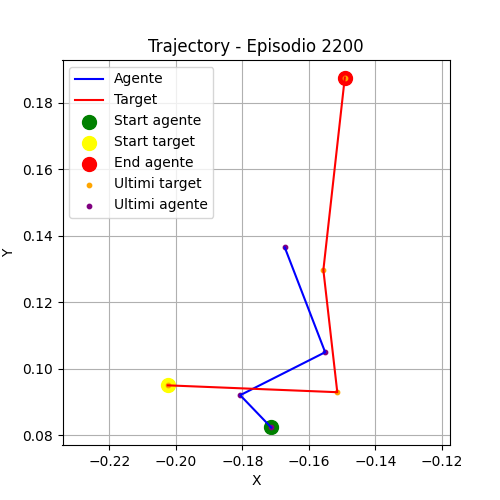 Trajectory - Episodio 2200
Agente
Target
Start agente
Start target
End agente
Ultimi target
Ultimi agente
Y
0.18
0.16
0.14
0.12
0.10
0.08
−0.22 −0.20 −0.18 −0.16 −0.14 −0.12
X